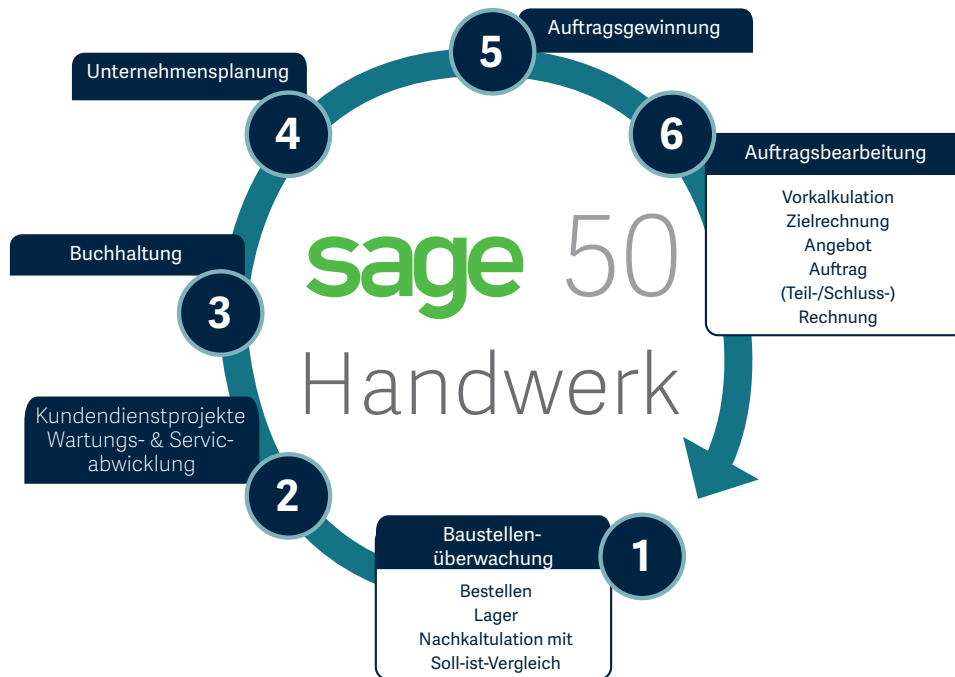 5
Auftragsgewinnung
4
Unternehmensplanung
6
Auftragsbearbeitung
Vorkalkulation
Zielrechnung
Angebot
Auftrag
(Teil-/Schluss-)
Rechnung
3
Buchhaltung
sage 50
Handwerk
2
Kundendienstprojekte
Wartungs- & Servic-
abwicklung
1
Baustellen-
überwachung
Bestellen
Lager
Nachkaltulation mit
Soll-ist-Vergleich